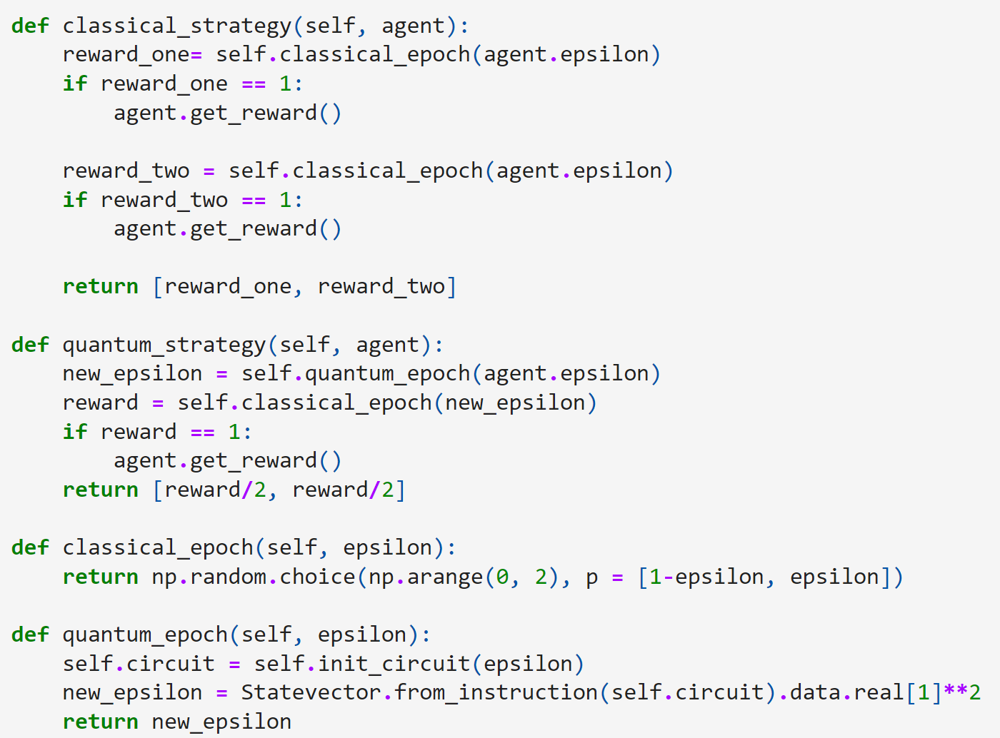 def classical_strategy(self, agent):
    reward_one= self.classical_epoch(agent.epsilon)
    if reward_one == 1:
        agent.get_reward()

    reward_two = self.classical_epoch(agent.epsilon)
    if reward_two == 1:
        agent.get_reward()

    return [reward_one, reward_two]

def quantum_strategy(self, agent):
    new_epsilon = self.quantum_epoch(agent.epsilon)
    reward = self.classical_epoch(new_epsilon)
    if reward == 1:
        agent.get_reward()
    return [reward/2, reward/2]

def classical_epoch(self, epsilon):
    return np.random.choice(np.arange(0, 2), p = [1-epsilon, epsilon])

def quantum_epoch(self, epsilon):
    self.circuit = self.init_circuit(epsilon)
    new_epsilon = Statevector.from_instruction(self.circuit).data.real[1]**2
    return new_epsilon